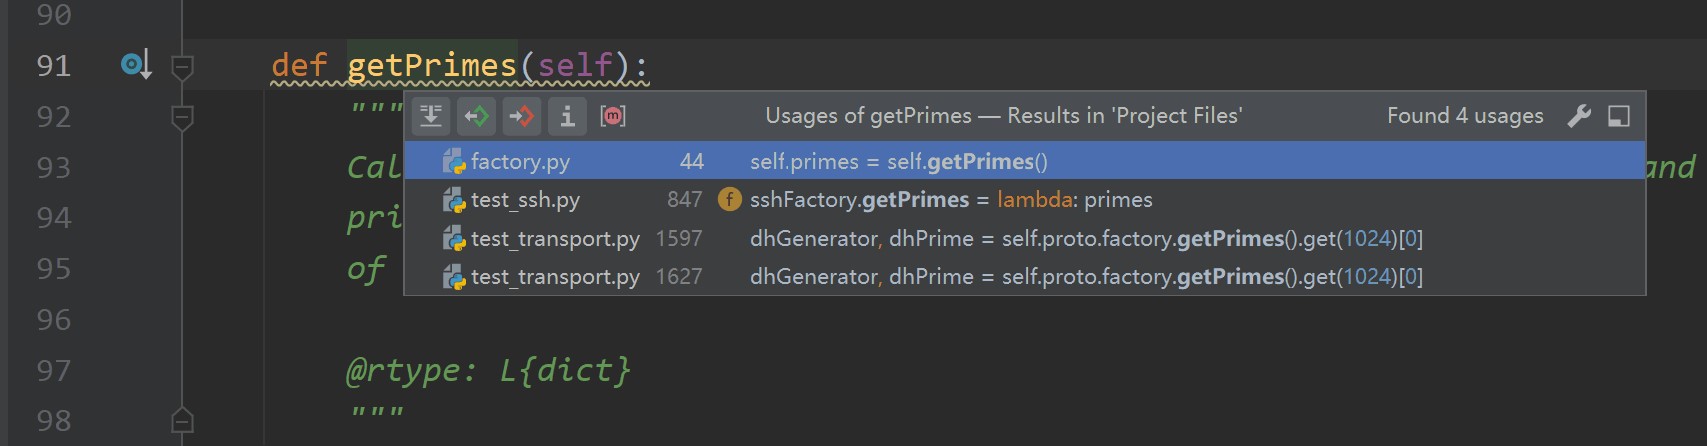 90
91 def getPrimes(self):
92 """
Usages of getPrimes — Results in 'Project Files' Found 4 usages
factory.py 44 self.primes = self.getPrimes()
test_ssh.py 847 f sshFactory.getPrimes = lambda: primes
test_transport.py 1597 dhGenerator, dhPrime = self.proto.factory.getPrimes().get(1024)[0]
test_transport.py 1627 dhGenerator, dhPrime = self.proto.factory.getPrimes().get(1024)[0]
93 Cal
94 pri
95 of
96
97 @rtype: L{dict}
98 """